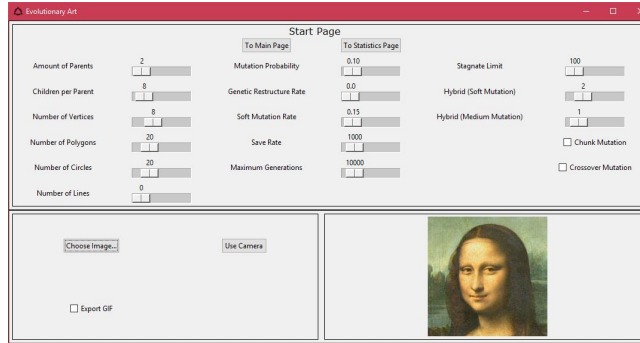 Evolutionary Art
Start Page
To Main Page To Statistics Page
Amount of Parents 2 Mutation Probability 0.10 Stagnate Limit 100
Children per Parent 8 Genetic Restructure Rate 0.0 Hybrid (Soft Mutation) 2
Number of Vertices 8 Soft Mutation Rate 0.15 Hybrid (Medium Mutation) 1
Number of Polygons 20 Save Rate 1000 Chunk Mutation
Number of Circles 20 Maximum Generations 10000 Crossover Mutation
Number of Lines 0
Choose Image... Use Camera
Export GIF